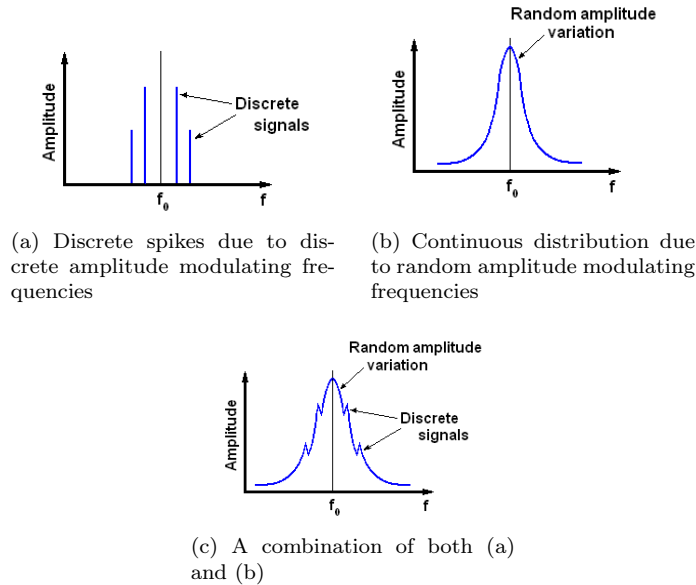 Amplitude
Discrete
signals
f₀
f
(a) Discrete spikes due to dis-
crete amplitude modulating fre-
quencies
Random amplitude
variation
Amplitude
f₀
f
(b) Continuous distribution due
to random amplitude modulating
frequencies
Random amplitude
variation
Amplitude
Discrete
signals
f₀
f
(c) A combination of both (a)
and (b)